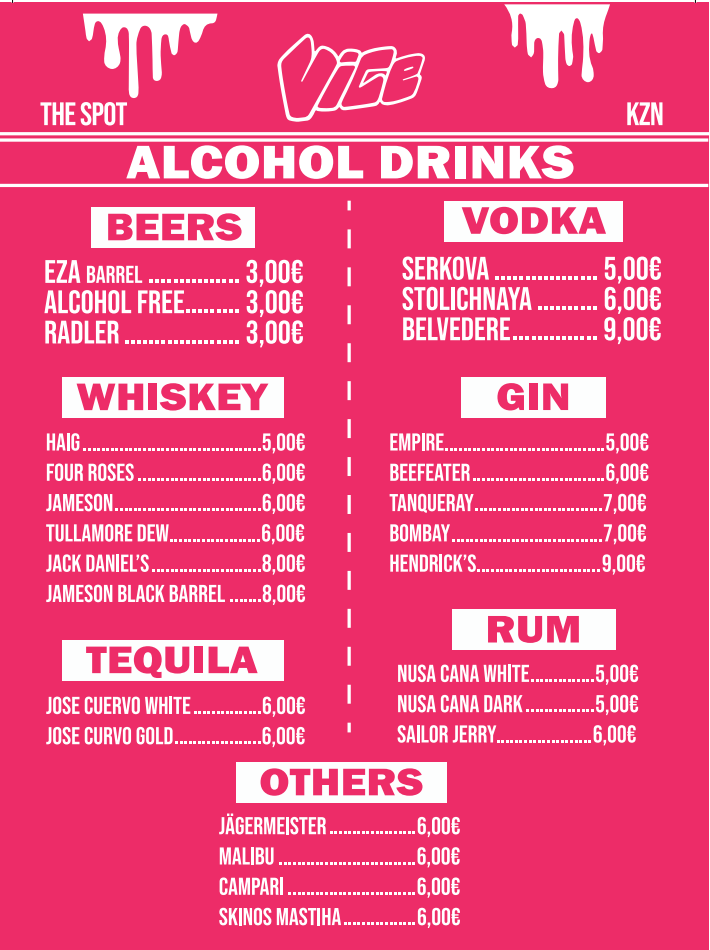 THE SPOT
VICE
KZN
ALCOHOL DRINKS
BEERS
EZA BARREL ............... 3,00€
ALCOHOL FREE......... 3,00€
RADLER ................... 3,00€
VODKA
SERKOVA ................. 5,00€
STOLICHNAYA .......... 6,00€
BELVEDERE.............. 9,00€
WHISKEY
HAIG........................................5,00€
FOUR ROSES ............................6,00€
JAMESON.................................6,00€
TULLAMORE DEW....................6,00€
JACK DANIEL'S.........................8,00€
JAMESON BLACK BARREL .......8,00€
GIN
EMPIRE....................................5,00€
BEEFEATER..............................6,00€
TANQUERAY.............................7,00€
BOMBAY..................................7,00€
HENDRICK'S............................9,00€
TEQUILA
JOSE CUERVO WHITE...............6,00€
JOSE CURVO GOLD...................6,00€
RUM
NUSA CANA WHITE..............5,00€
NUSA CANA DARK ...............5,00€
SAILOR JERRY.....................6,00€
OTHERS
JÄGERMEISTER ...................6,00€
MALIBU ...............................6,00€
CAMPARI .............................6,00€
SKINOS MASTIHA................6,00€